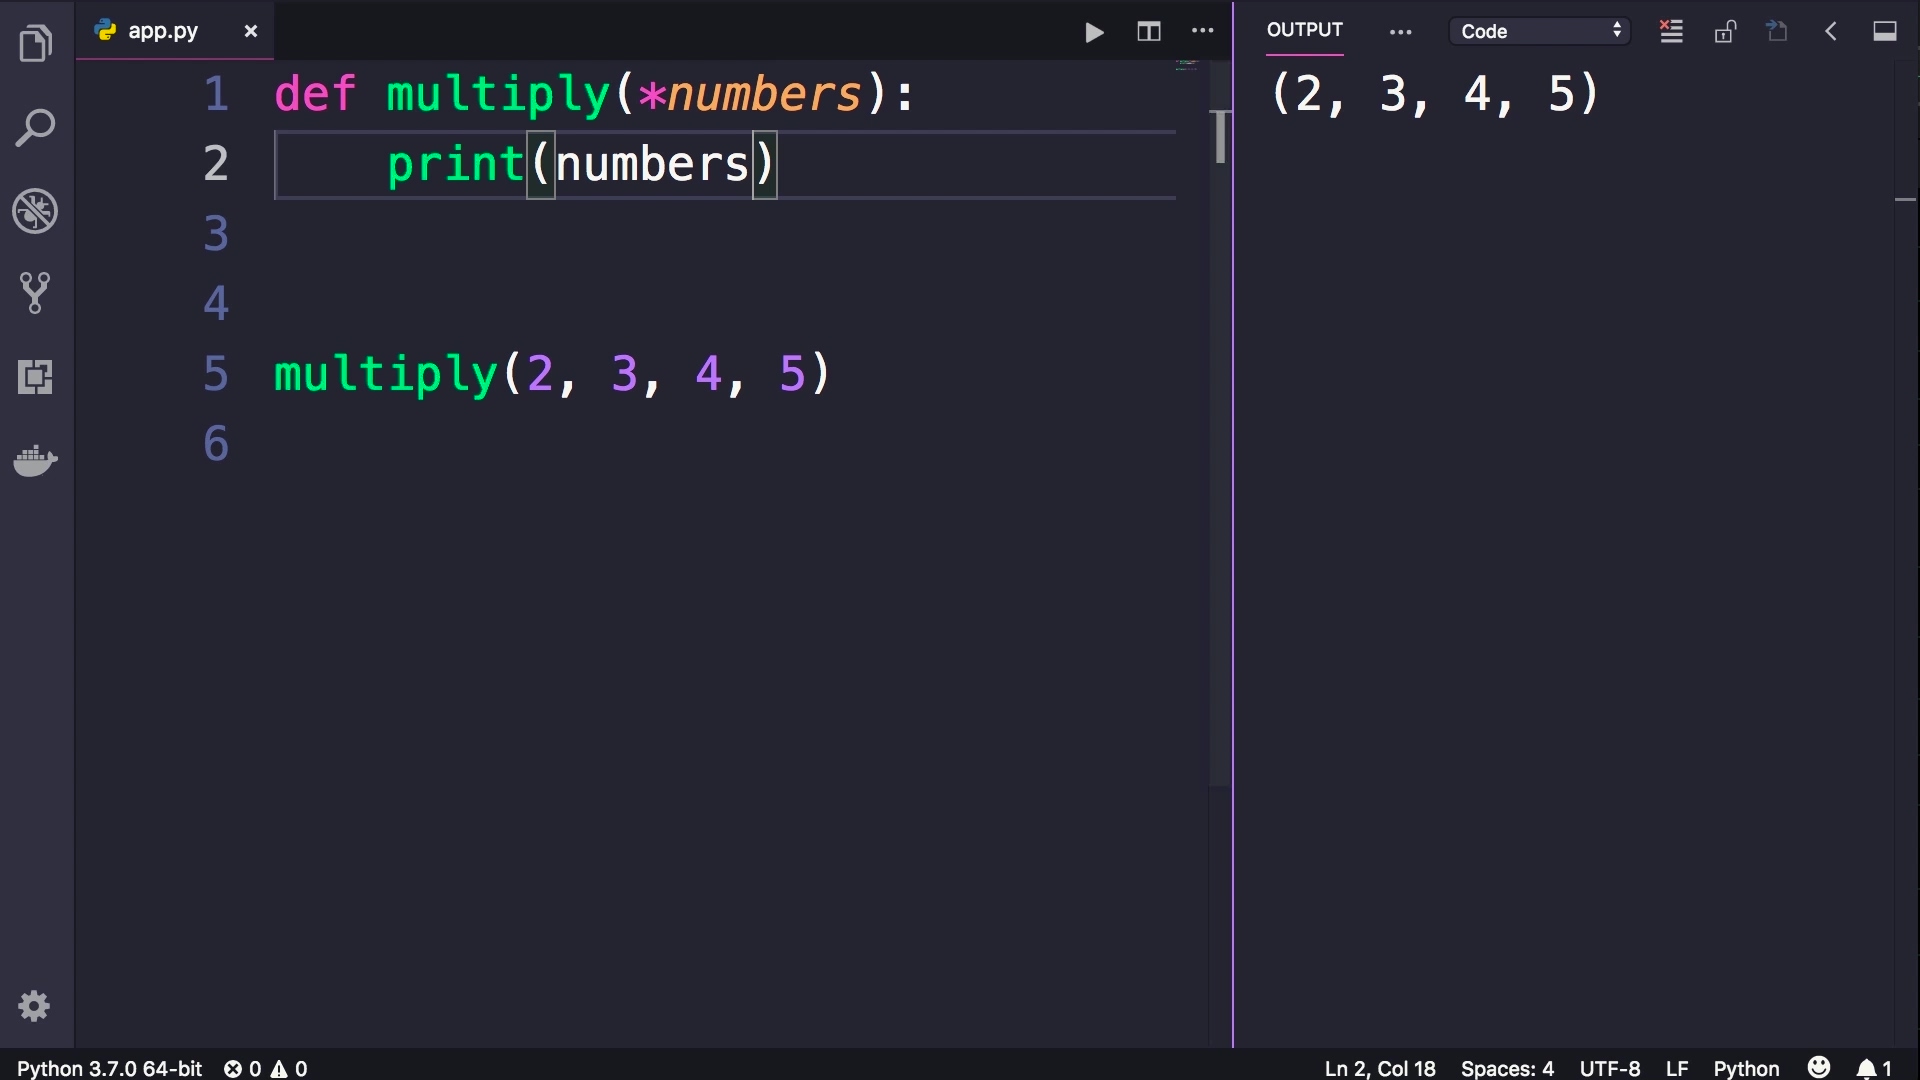 app.py ×
1 def multiply(*numbers):
2     print(numbers)
3
4
5 multiply(2, 3, 4, 5)
6
OUTPUT ... Code
(2, 3, 4, 5)
Python 3.7.0 64-bit 0 0 Ln 2, Col 18 Spaces: 4 UTF-8 LF Python 1